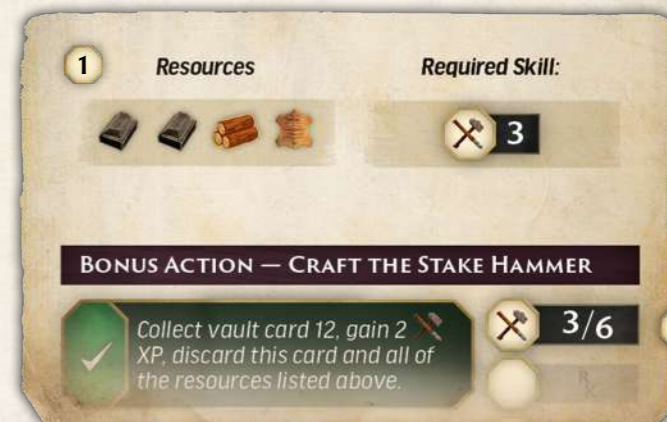 1
Resources
Required Skill:
3
BONUS ACTION — CRAFT THE STAKE HAMMER
Collect vault card 12, gain 2
XP, discard this card and all of
the resources listed above.
3/6